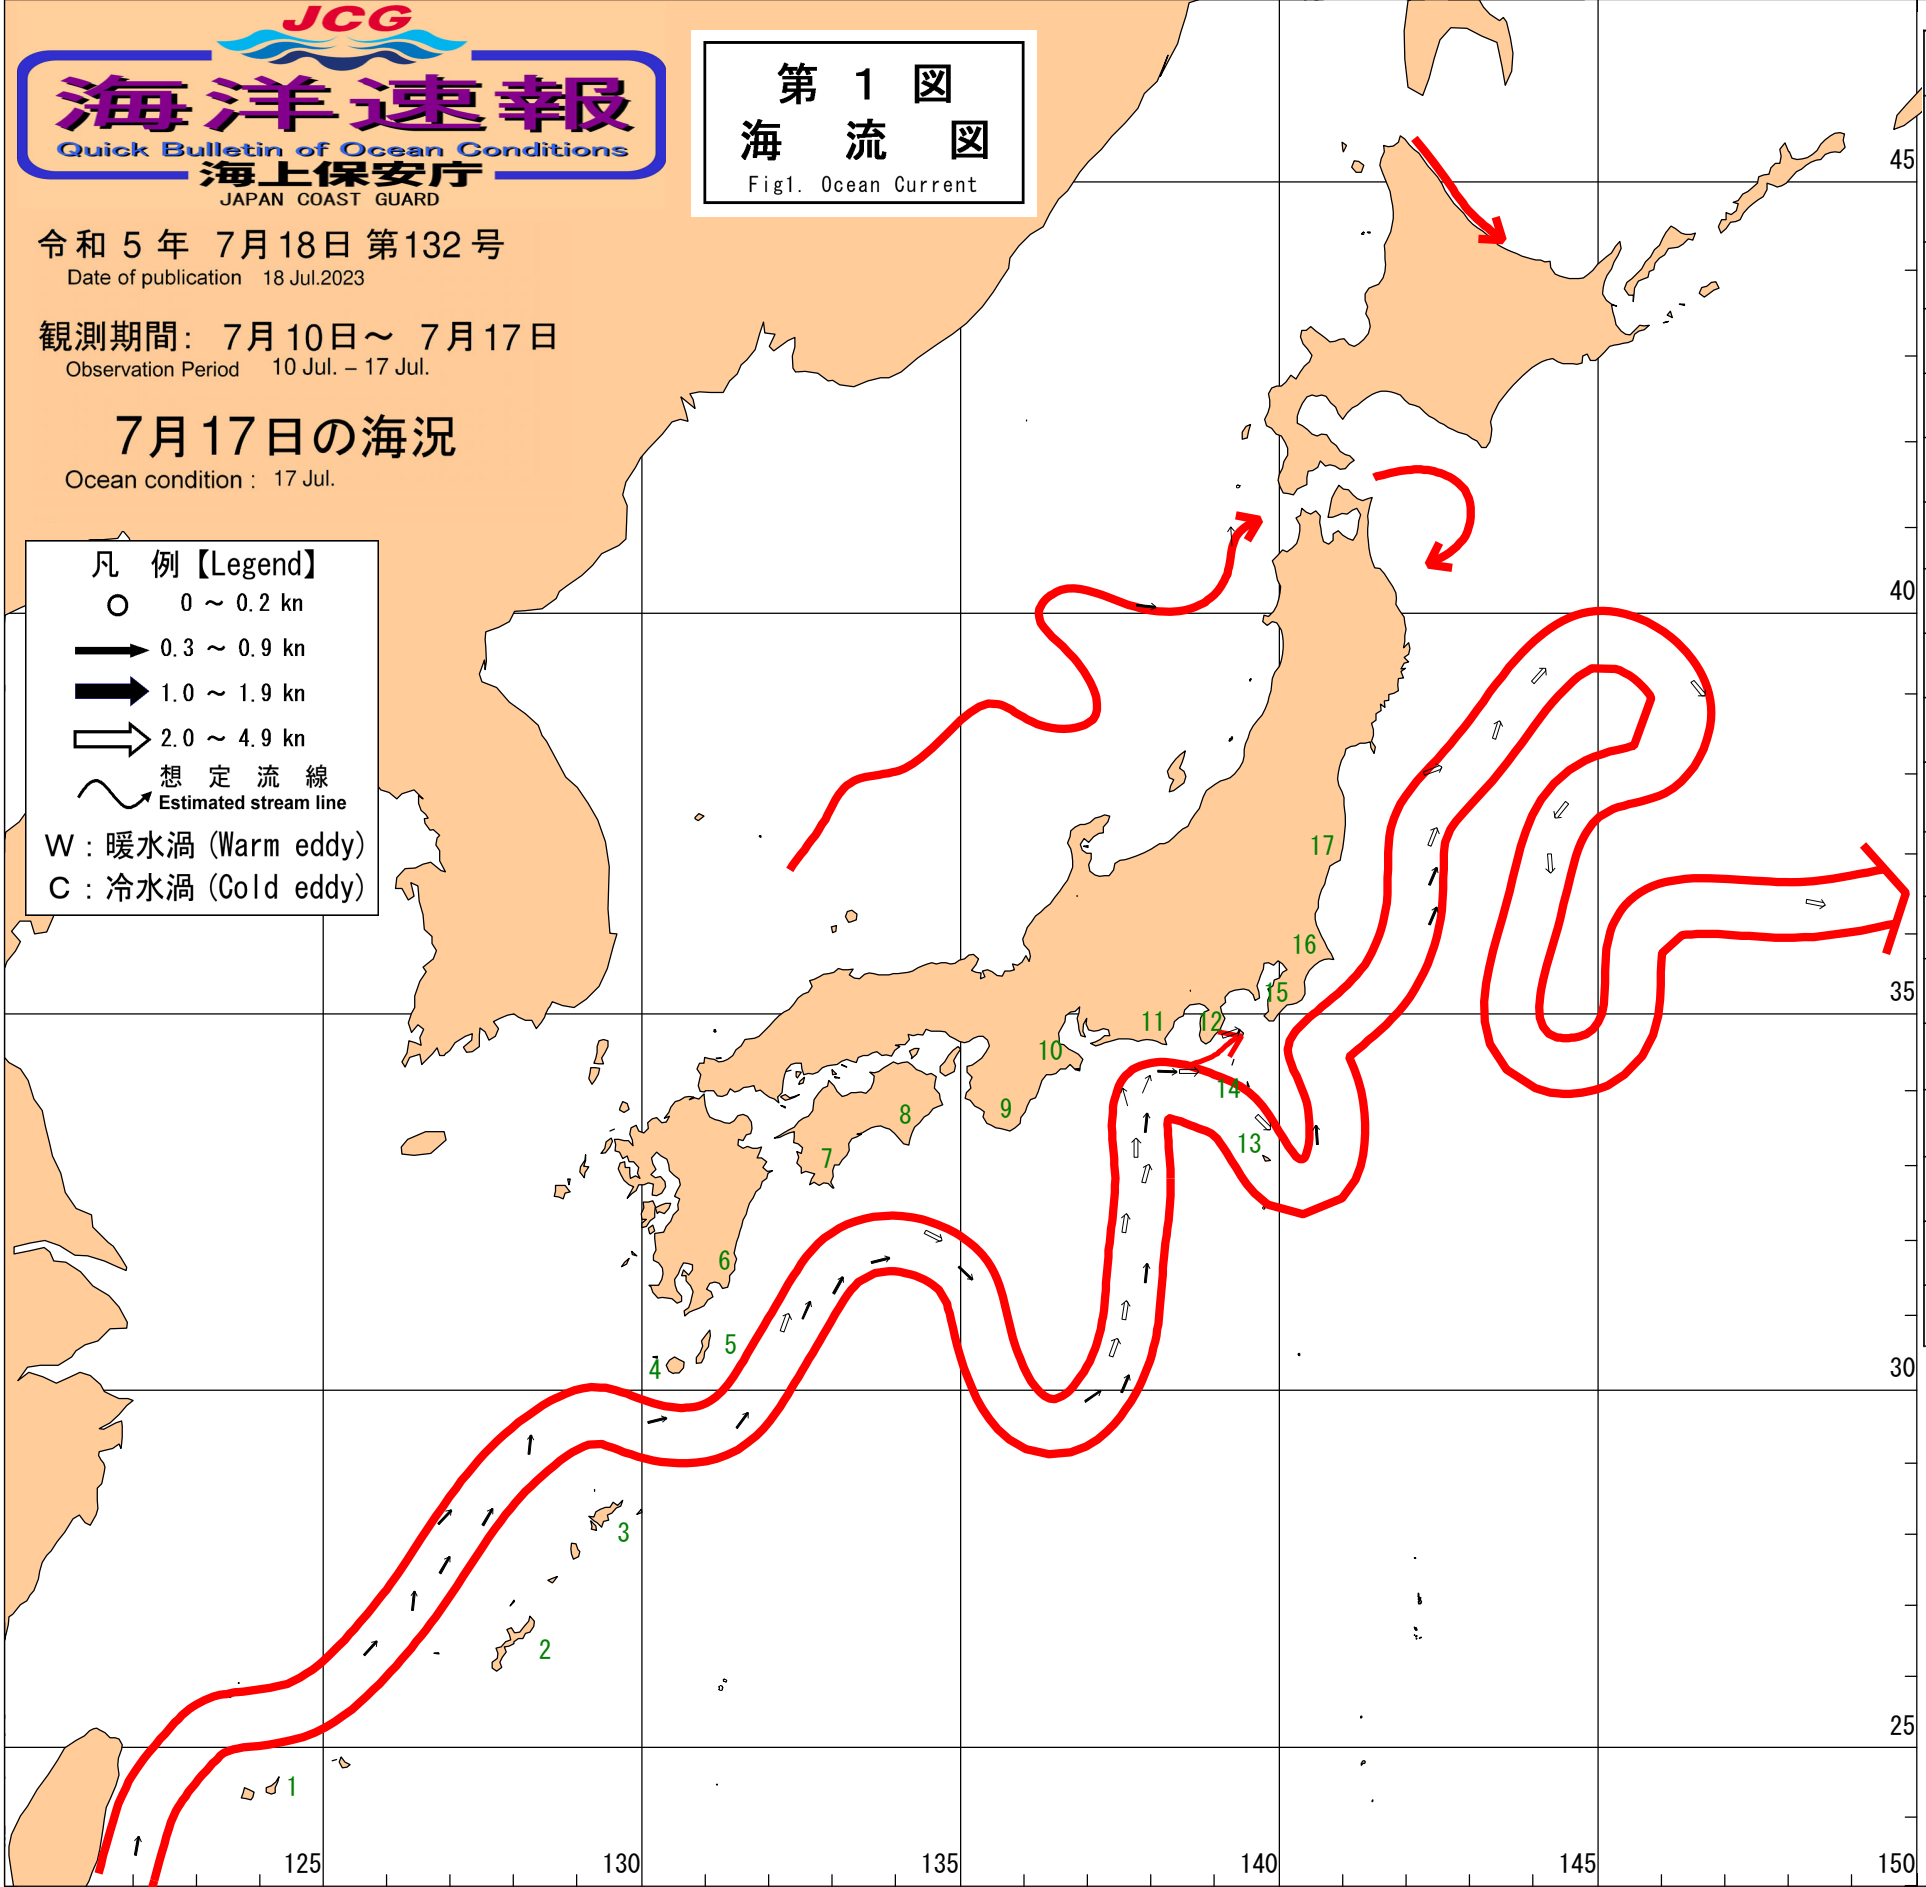 JCG
海洋速報
Quick Bulletin of Ocean Conditions
海上保安庁
JAPAN COAST GUARD
令和 5 年 7月18日 第132号
Date of publication 18 Jul.2023
観測期間: 7月10日～ 7月17日
Observation Period 10 Jul. – 17 Jul.
7月17日の海況
Ocean condition : 17 Jul.
第 1 図
海 流 図
Fig1. Ocean Current
凡 例【Legend】
0 ～ 0.2 kn
0.3 ～ 0.9 kn
1.0 ～ 1.9 kn
2.0 ～ 4.9 kn
想 定 流 線
Estimated stream line
W : 暖水渦 (Warm eddy)
C : 冷水渦 (Cold eddy)
45
40
17
16
35
15
12
11
10
14
9
8
13
7
6
5
4
30
3
2
25
1
125
130
135
140
145
150